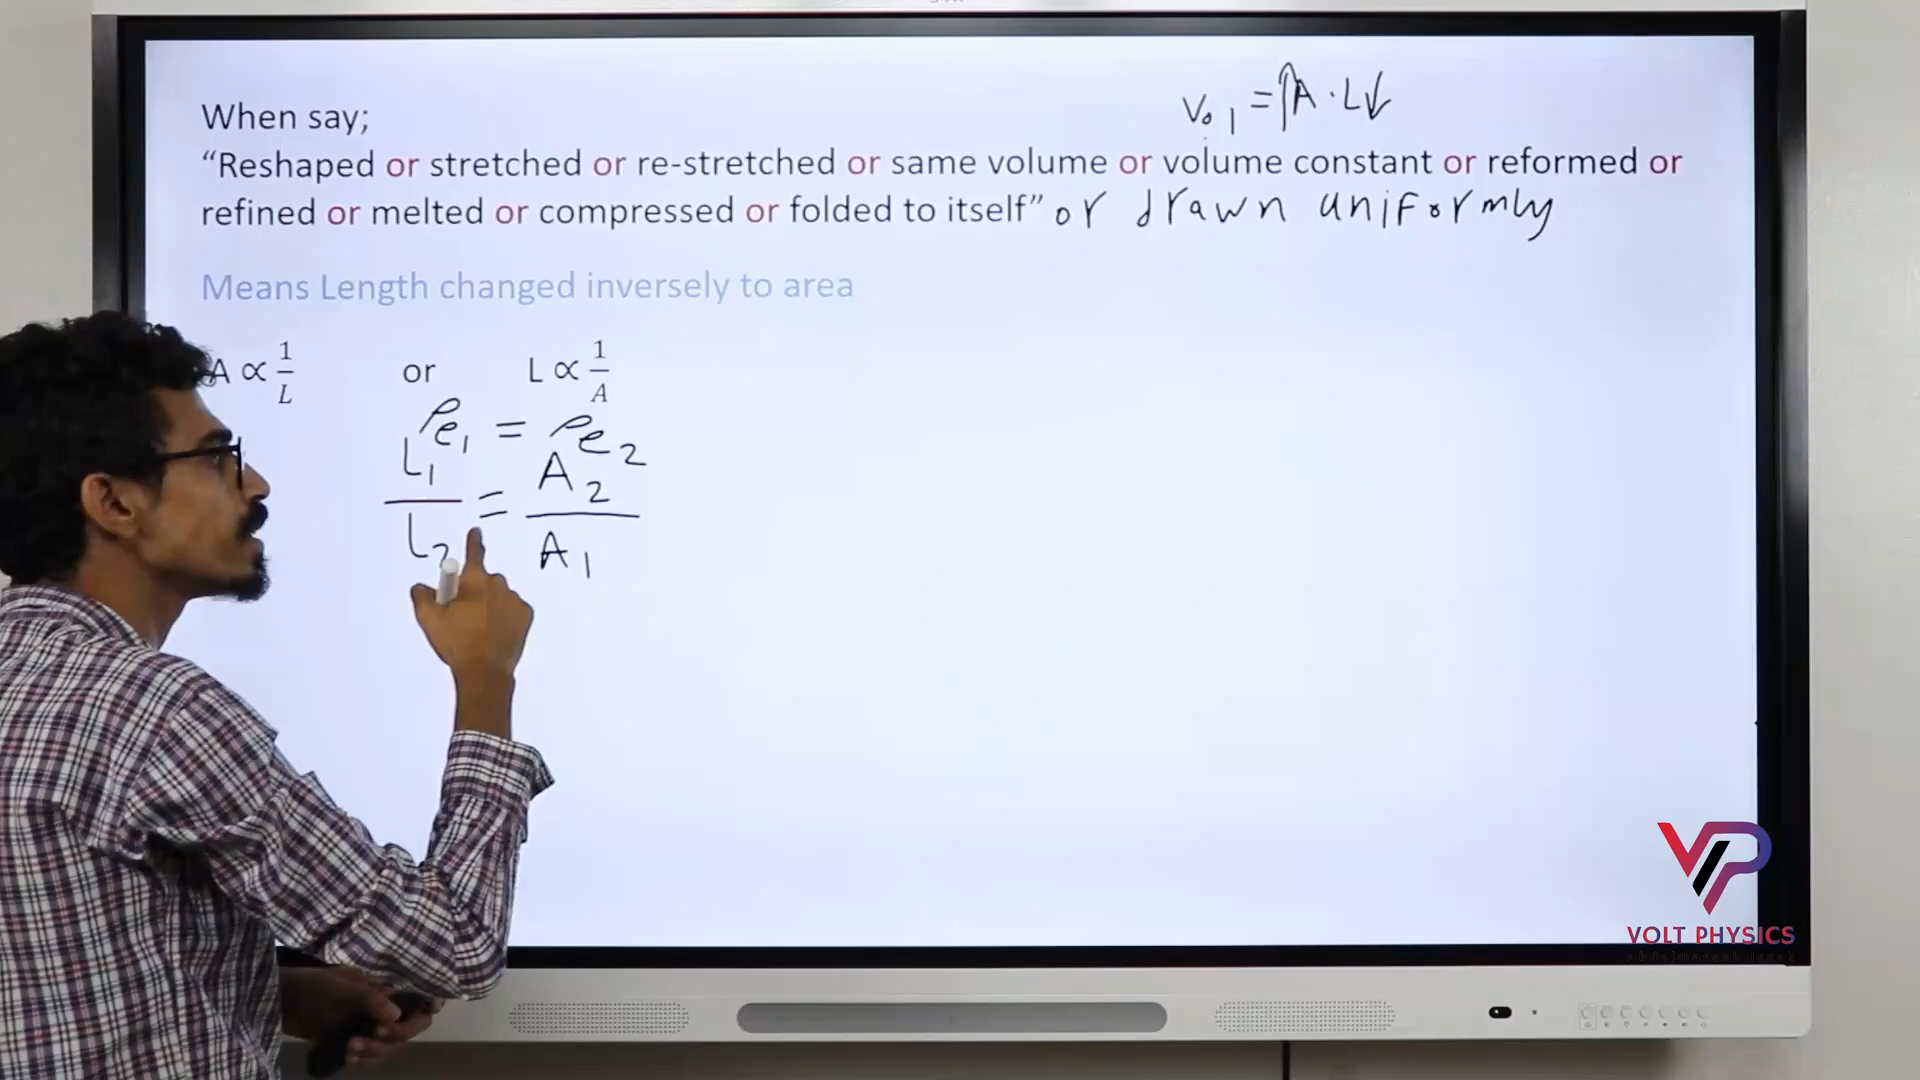 Vol = ↑A . L↓
When say;
“Reshaped or stretched or re-stretched or same volume or volume constant or reformed or
refined or melted or compressed or folded to itself” or drawn uniformly
Means Length changed inversely to area
A ∝ 1/L or L ∝ 1/A
ρe1 = ρe2
L1/L2 = A2/A1
VP
VOLT PHYSICS